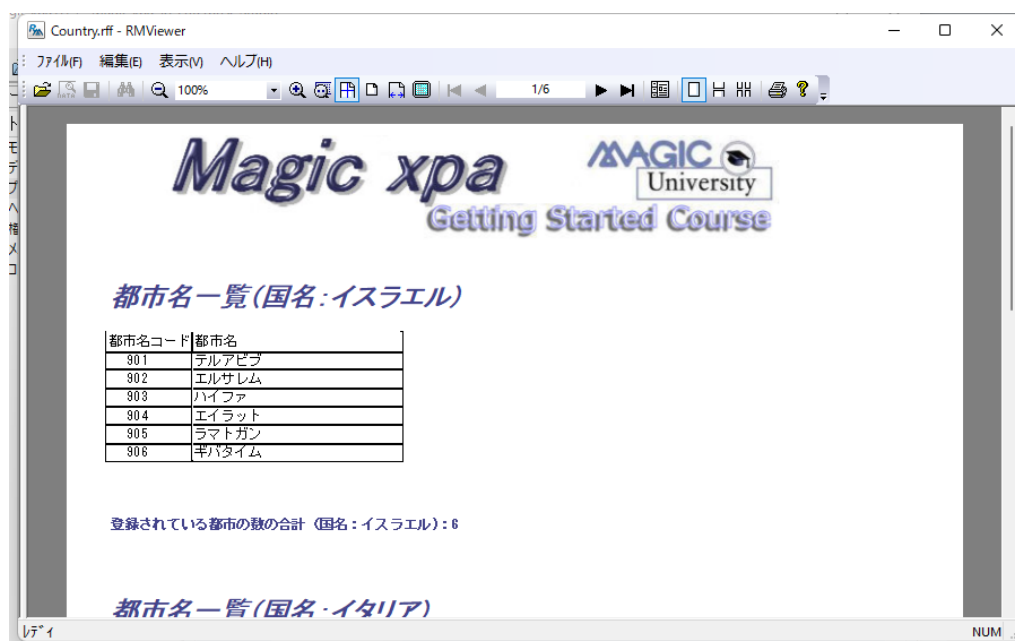 Country.rff - RMViewer
ﾌｧｲﾙ(F) 編集(E) 表示(V) ヘルプ(H)
100% 1/6
Magic xpa
MAGIC
University
Getting Started Course
都市名一覧(国名:イスラエル)
都市名コード 都市名
901 テルアビブ
902 エルサレム
903 ハイファ
904 エイラット
905 ラマトガン
906 ギバタイム
登録されている都市の数の合計 (国名:イスラエル):6
都市名一覧(国名:イタリア)
ﾚﾃﾞｨ NUM